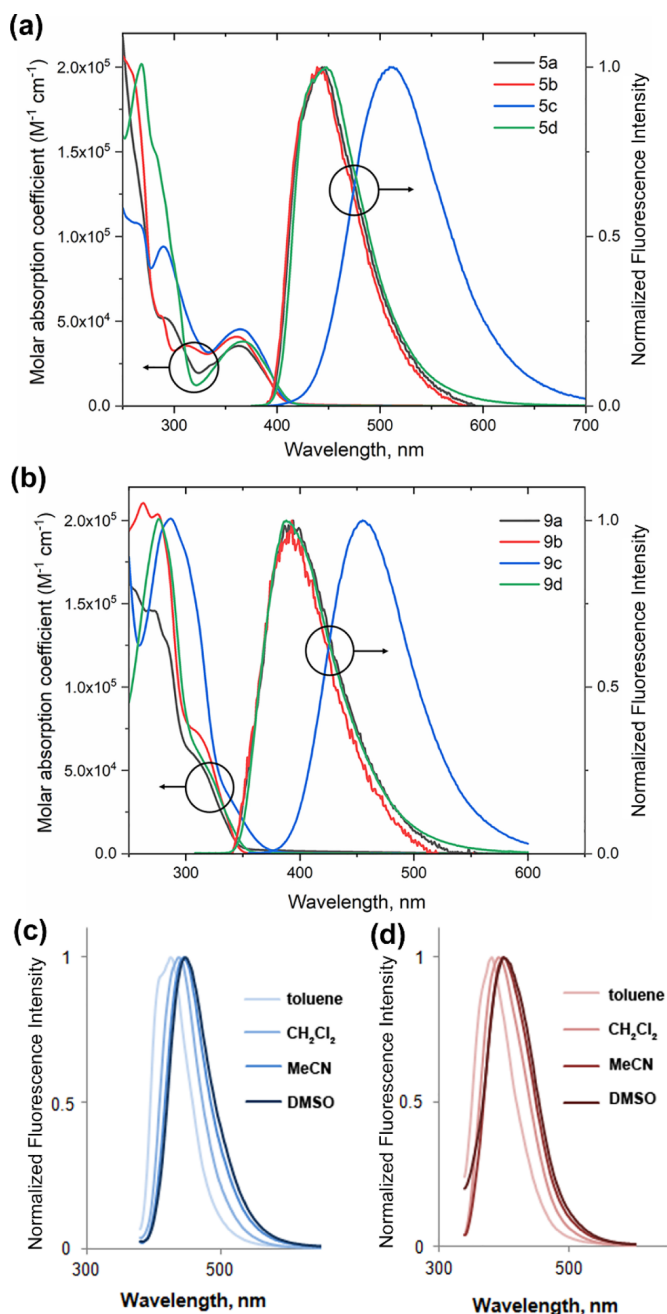 (a)
Molar absorption coefficient (M⁻¹ cm⁻¹)
2.0x10⁵
1.5x10⁵
1.0x10⁵
5.0x10⁴
0.0
1.0
0.5
0.0
Normalized Fluorescence Intensity
5a
5b
5c
5d
300 400 500 600 700
Wavelength, nm
(b)
Molar absorption coefficient (M⁻¹ cm⁻¹)
2.0x10⁵
1.5x10⁵
1.0x10⁵
5.0x10⁴
0.0
1.0
0.5
0.0
Normalized Fluorescence Intensity
9a
9b
9c
9d
300 400 500 600
Wavelength, nm
(c)
Normalized Fluorescence Intensity
1
0.5
0
toluene
CH₂Cl₂
MeCN
DMSO
300 500
Wavelength, nm
(d)
Normalized Fluorescence Intensity
1
0.5
0
toluene
CH₂Cl₂
MeCN
DMSO
300 500
Wavelength, nm